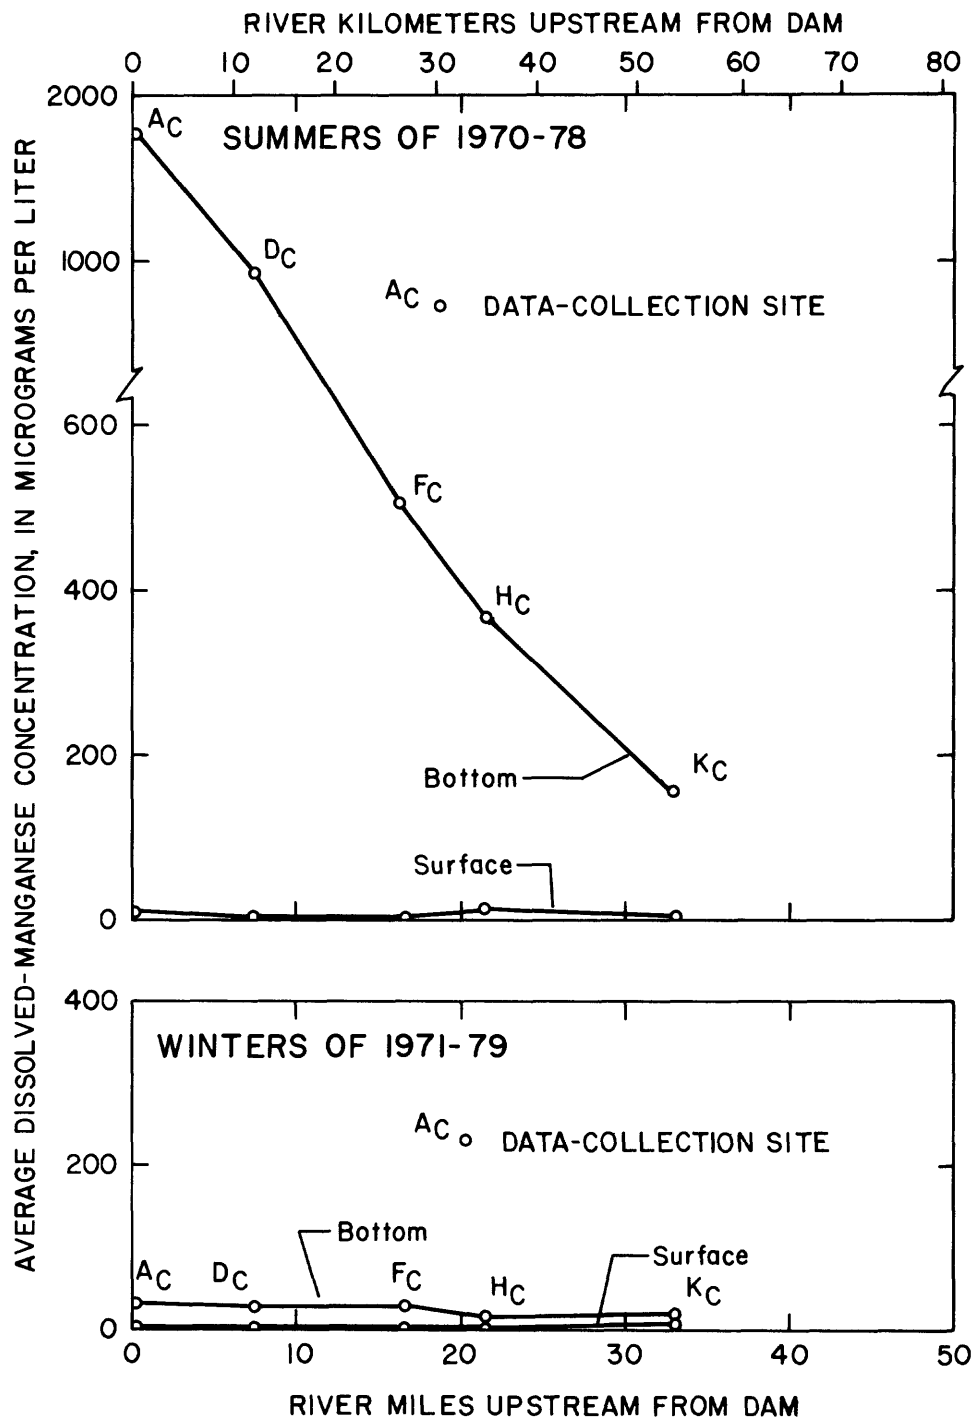 RIVER KILOMETERS UPSTREAM FROM DAM
0 10 20 30 40 50 60 70 80
2000
AC
SUMMERS OF 1970-78
DC
1000
AC DATA-COLLECTION SITE
600
FC
400
HC
200
KC
Bottom
Surface
0
AVERAGE DISSOLVED-MANGANESE CONCENTRATION, IN MICROGRAMS PER LITER
400
WINTERS OF 1971-79
AC DATA-COLLECTION SITE
200
Bottom
Surface
AC DC FC HC KC
0
0 10 20 30 40 50
RIVER MILES UPSTREAM FROM DAM